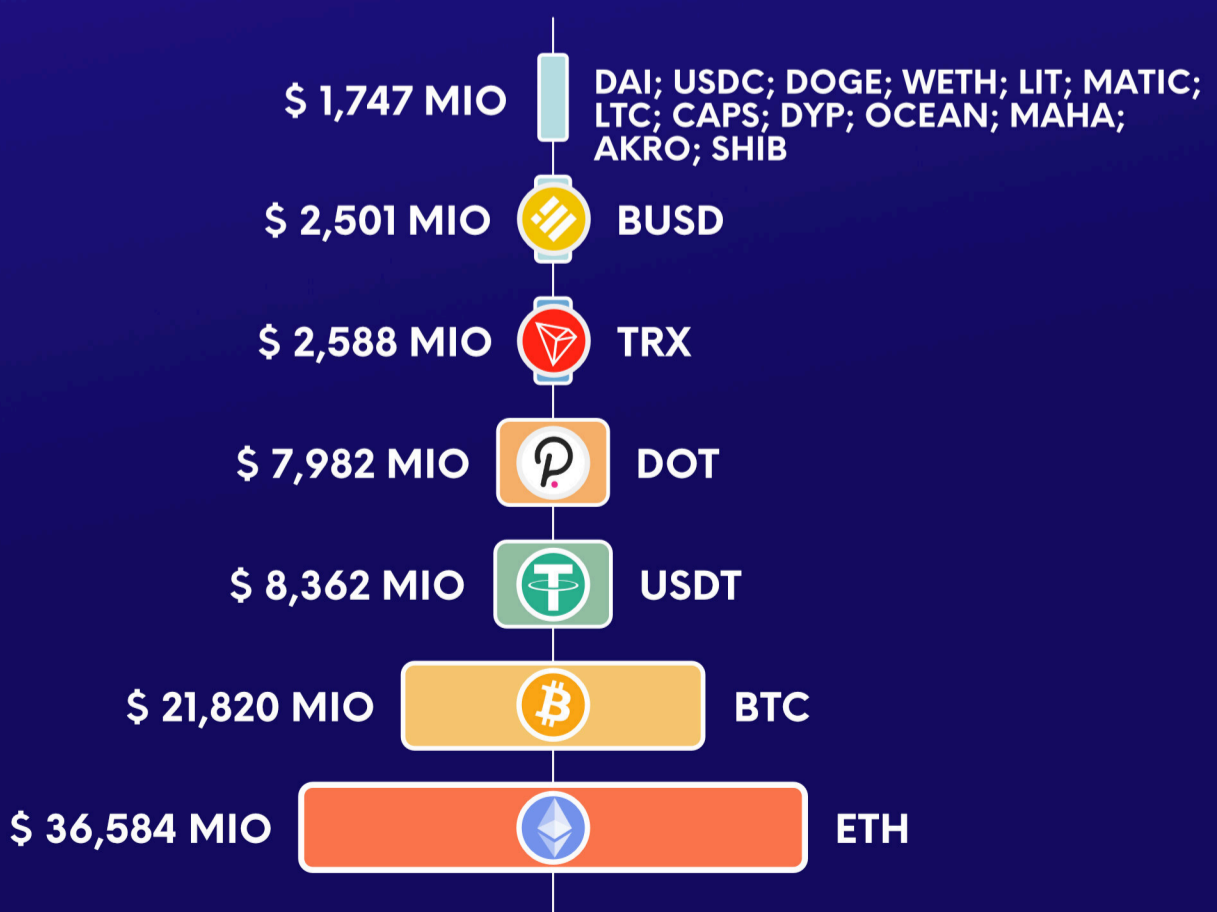 $ 1,747 MIO
DAI; USDC; DOGE; WETH; LIT; MATIC;
LTC; CAPS; DYP; OCEAN; MAHA;
AKRO; SHIB
$ 2,501 MIO BUSD
$ 2,588 MIO TRX
$ 7,982 MIO DOT
$ 8,362 MIO USDT
$ 21,820 MIO BTC
$ 36,584 MIO ETH